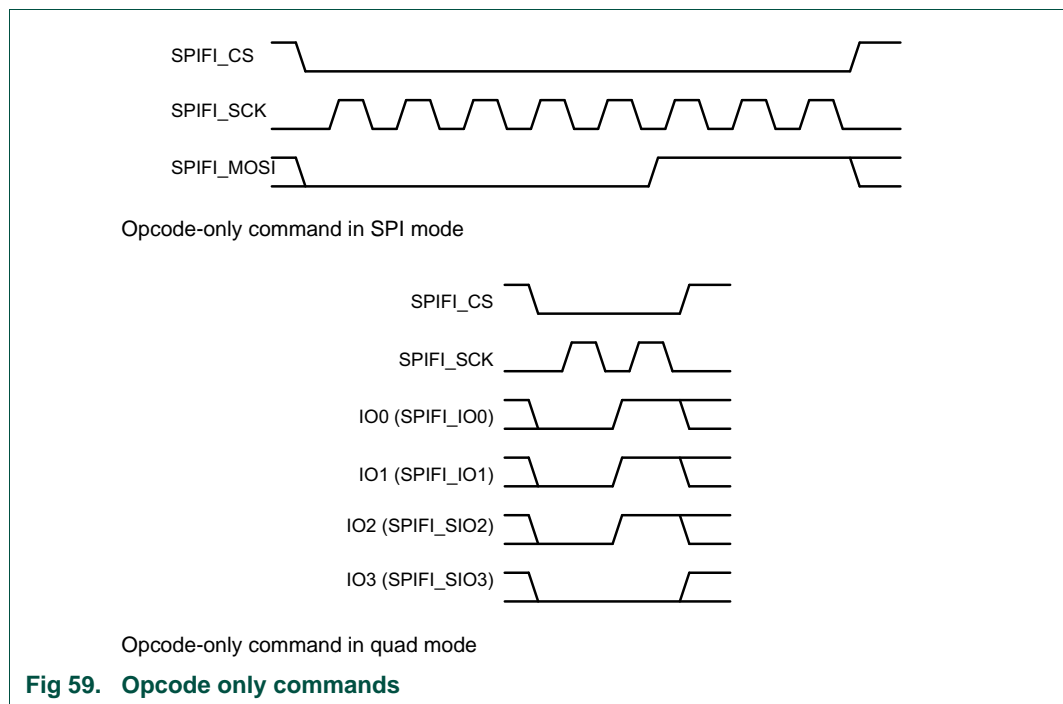 SPIFI_CS
SPIFI_SCK
SPIFI_MOSI
Opcode-only command in SPI mode
SPIFI_CS
SPIFI_SCK
IO0 (SPIFI_IO0)
IO1 (SPIFI_IO1)
IO2 (SPIFI_SIO2)
IO3 (SPIFI_SIO3)
Opcode-only command in quad mode
Fig 59. Opcode only commands